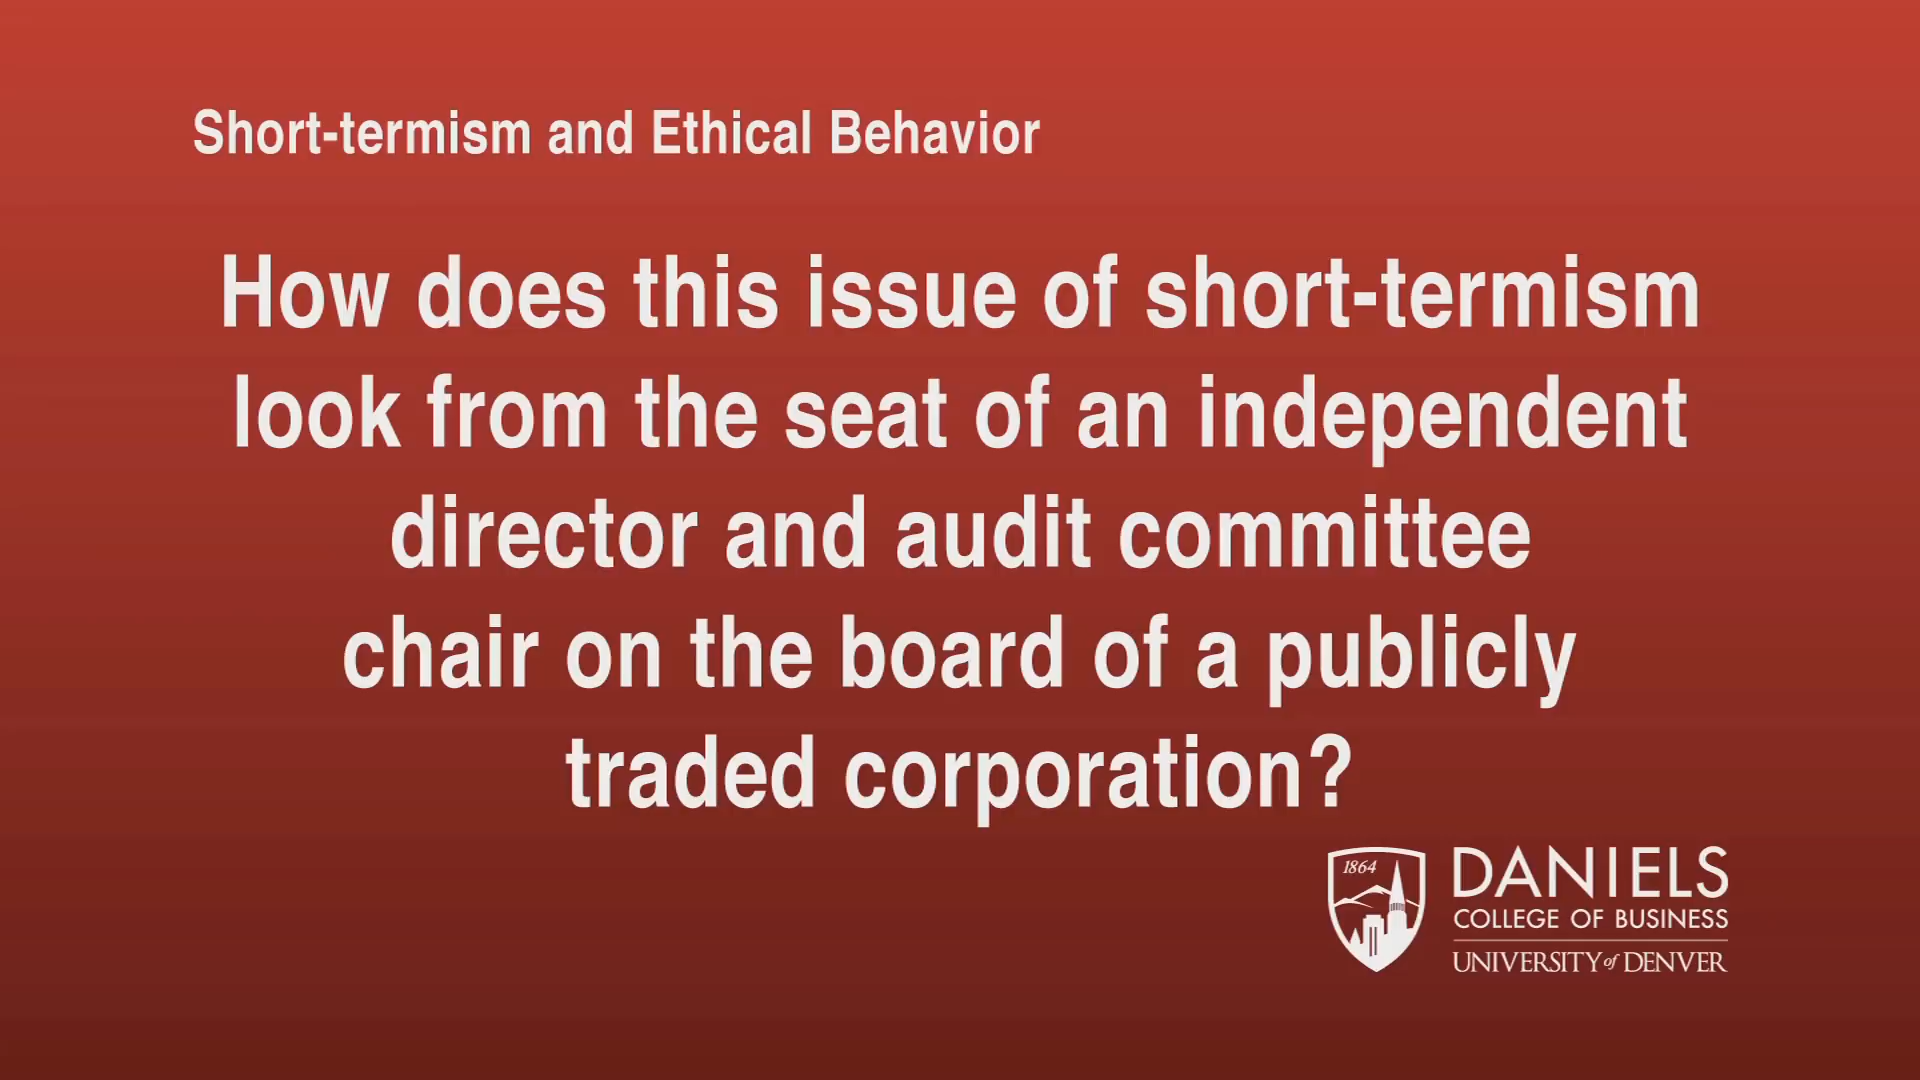 Short-termism and Ethical Behavior
How does this issue of short-termism
look from the seat of an independent
director and audit committee
chair on the board of a publicly
traded corporation?
1864
DANIELS
COLLEGE OF BUSINESS
UNIVERSITY of DENVER